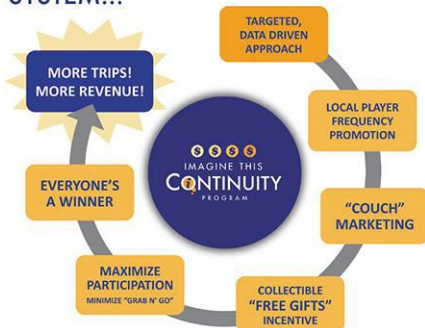 SYSTEM...
TARGETED,
DATA DRIVEN
APPROACH
LOCAL PLAYER
FREQUENCY
PROMOTION
"COUCH"
MARKETING
COLLECTIBLE
"FREE GIFTS"
INCENTIVE
MAXIMIZE
PARTICIPATION
MINIMIZE "GRAB N' GO"
EVERYONE'S
A WINNER
MORE TRIPS!
MORE REVENUE!
$ $ $ $
IMAGINE THIS
CONTINUITY
PROGRAM